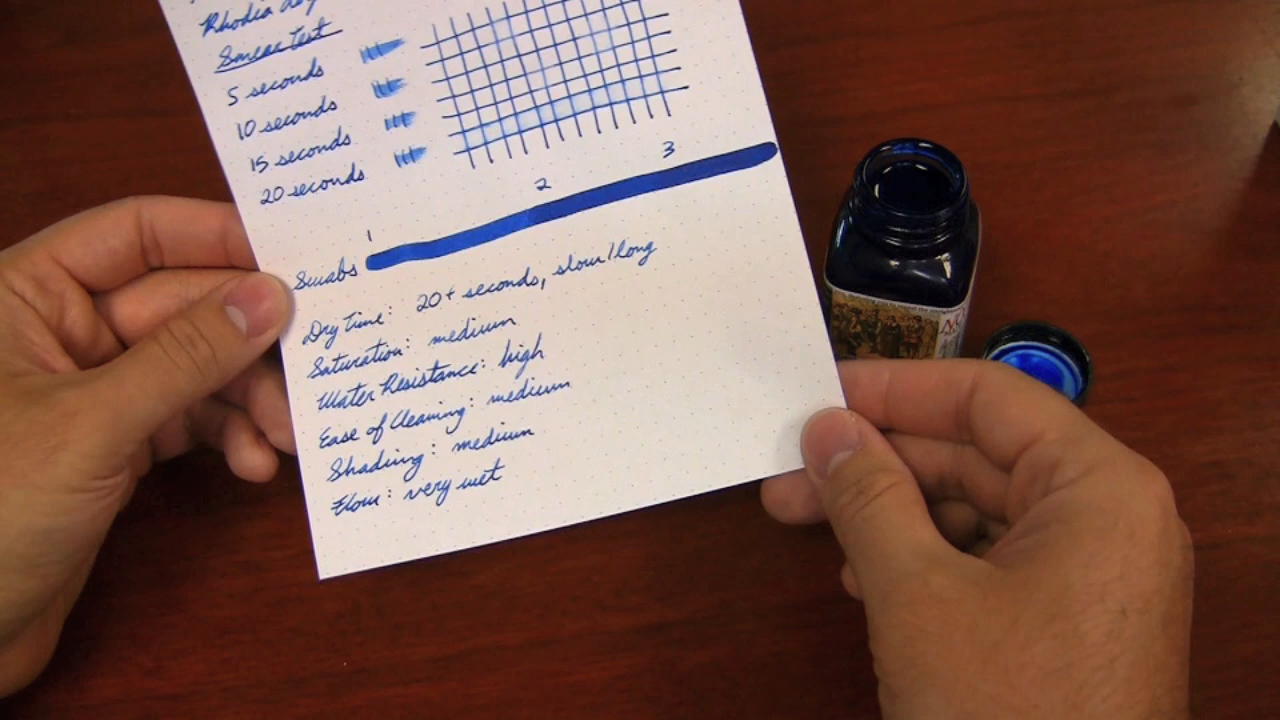 Rhodia
Smear Test
5 seconds
10 seconds
15 seconds
20 seconds
1
2
3
Swabs
Dry Time: 20+ seconds, slow/long
Saturation: medium
Water Resistance: high
Ease of Cleaning: medium
Shading: medium
Flow: very wet